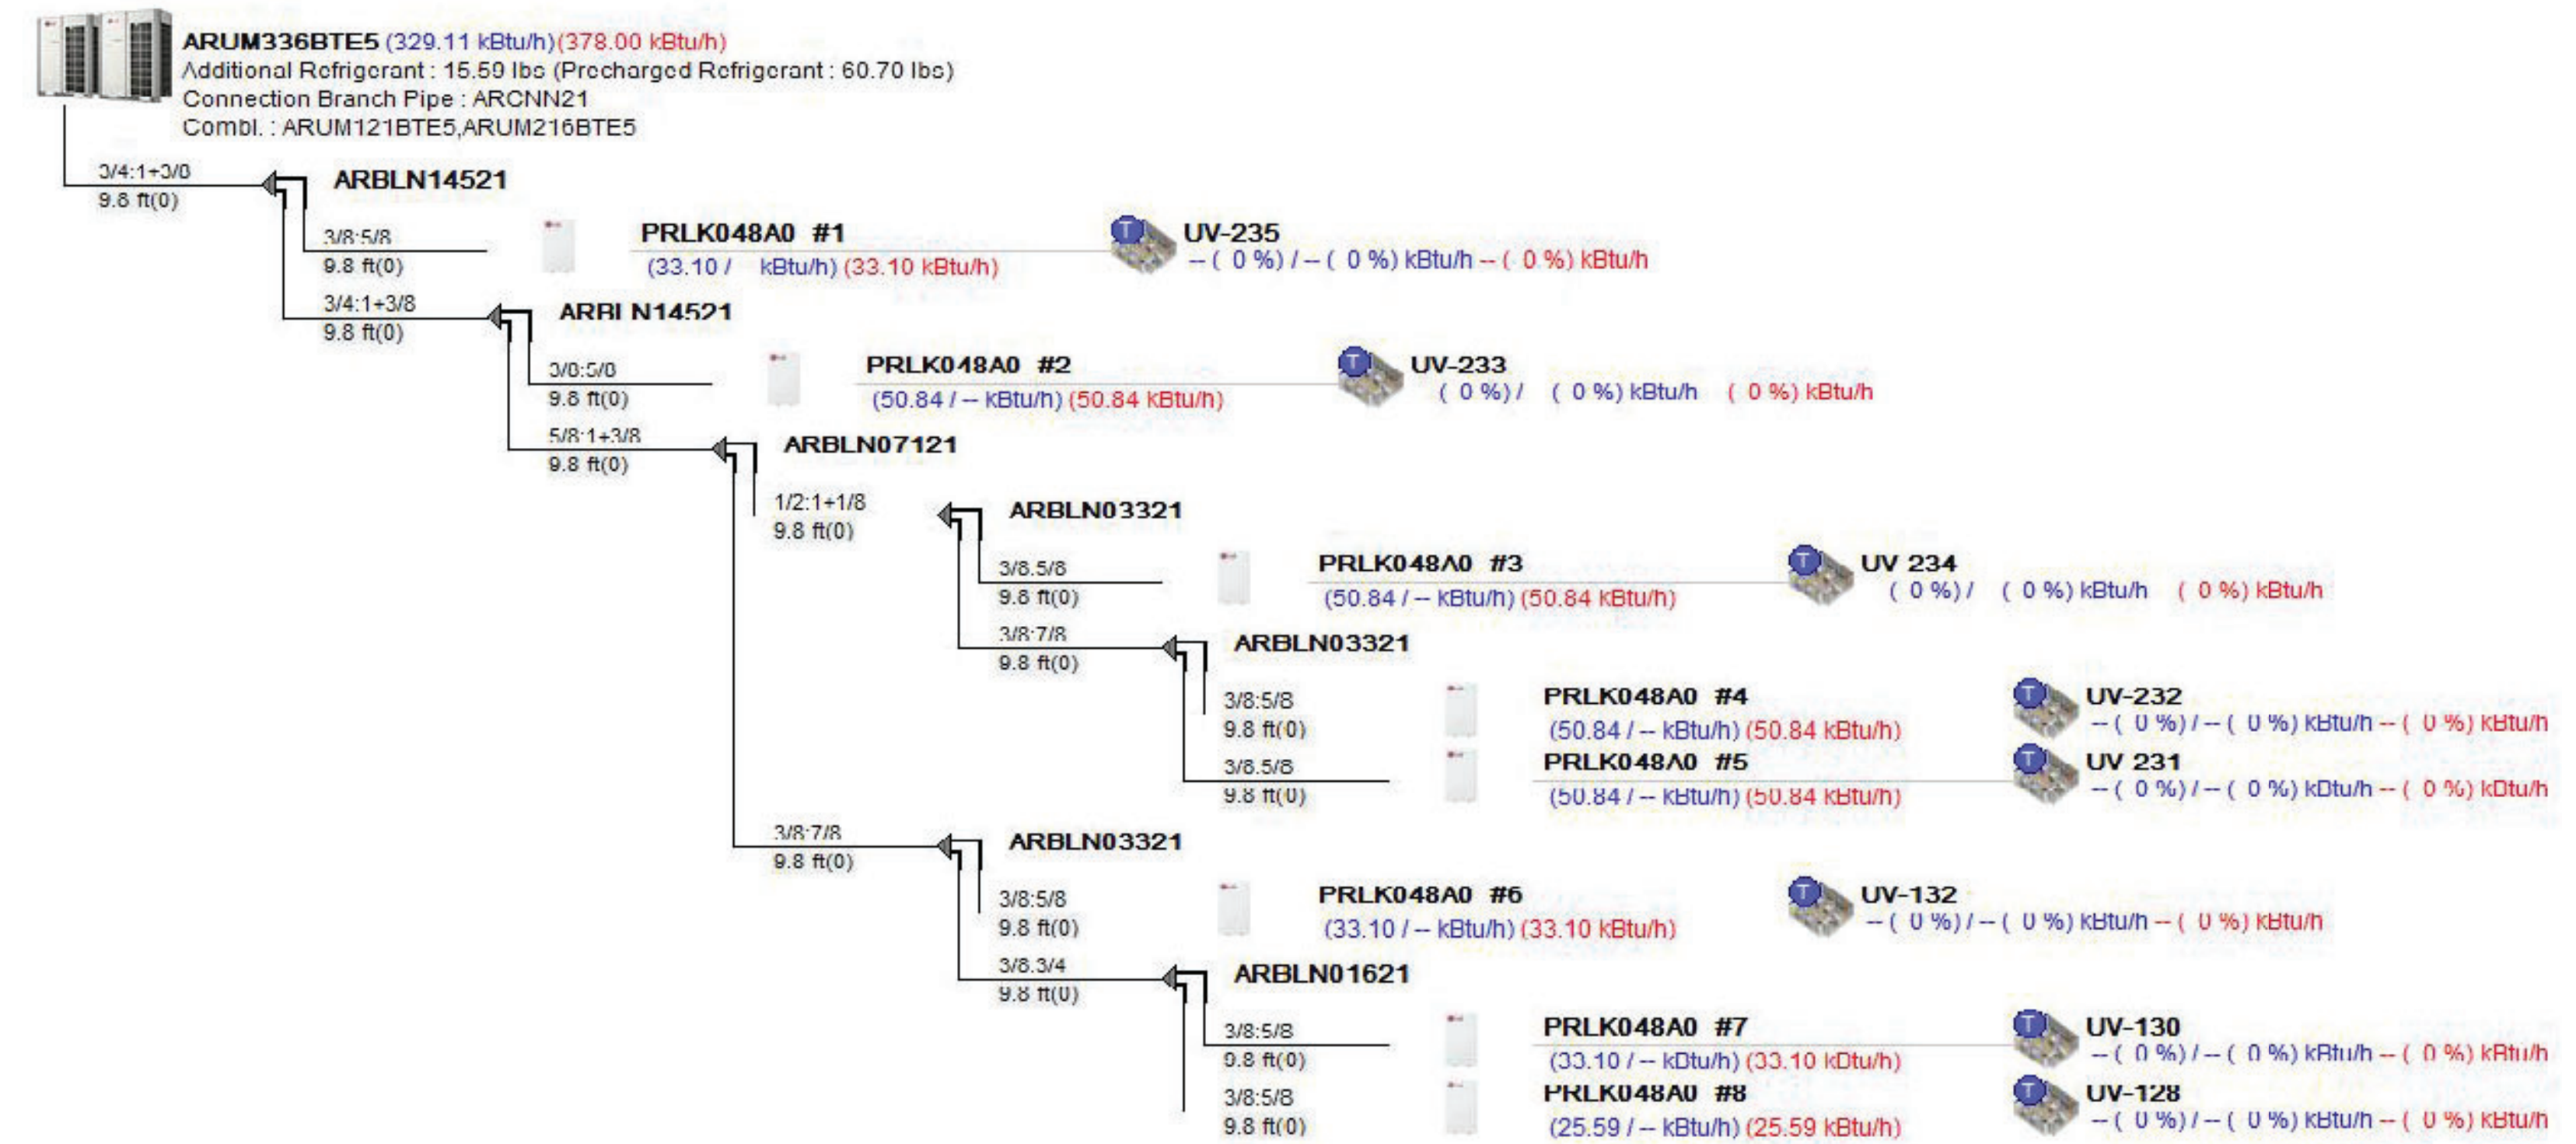 ARUM336BTE5 (329.11 kBtu/h)(378.00 kBtu/h)
Additional Refrigerant : 15.59 lbs (Precharged Refrigerant : 60.70 lbs)
Connection Branch Pipe : ARCNN21
Combi. : ARUM121BTE5,ARUM216BTE5
3/4:1+3/8
9.8 ft(0)
ARBLN14521
3/8:5/8
9.8 ft(0)
PRLK048A0 #1
(33.10 / kBtu/h) (33.10 kBtu/h)
UV-235
-- ( 0 %) / -- ( 0 %) kBtu/h -- ( 0 %) kBtu/h
3/4:1+3/8
9.8 ft(0)
ARBLN14521
3/8:5/8
9.8 ft(0)
PRLK048A0 #2
(50.84 / -- kBtu/h) (50.84 kBtu/h)
UV-233
( 0 %) / ( 0 %) kBtu/h ( 0 %) kBtu/h
5/8:1+3/8
9.8 ft(0)
ARBLN07121
1/2:1+1/8
9.8 ft(0)
ARBLN03321
3/8:5/8
9.8 ft(0)
PRLK048A0 #3
(50.84 / -- kBtu/h) (50.84 kBtu/h)
UV 234
( 0 %) / ( 0 %) kBtu/h ( 0 %) kBtu/h
3/8:7/8
9.8 ft(0)
ARBLN03321
3/8:5/8
9.8 ft(0)
PRLK048A0 #4
(50.84 / -- kBtu/h) (50.84 kBtu/h)
UV-232
-- ( 0 %) / -- ( 0 %) kBtu/h -- ( 0 %) kBtu/h
3/8:5/8
9.8 ft(0)
PRLK048A0 #5
(50.84 / -- kBtu/h) (50.84 kBtu/h)
UV 231
-- ( 0 %) / -- ( 0 %) kBtu/h -- ( 0 %) kBtu/h
3/8:7/8
9.8 ft(0)
ARBLN03321
3/8:5/8
9.8 ft(0)
PRLK048A0 #6
(33.10 / -- kBtu/h) (33.10 kBtu/h)
UV-132
-- ( 0 %) / -- ( 0 %) kBtu/h -- ( 0 %) kBtu/h
3/8:3/4
9.8 ft(0)
ARBLN01621
3/8:5/8
9.8 ft(0)
PRLK048A0 #7
(33.10 / -- kBtu/h) (33.10 kBtu/h)
UV-130
-- ( 0 %) / -- ( 0 %) kBtu/h -- ( 0 %) kBtu/h
3/8:5/8
9.8 ft(0)
PRLK048A0 #8
(25.59 / -- kBtu/h) (25.59 kBtu/h)
UV-128
-- ( 0 %) / -- ( 0 %) kBtu/h -- ( 0 %) kBtu/h